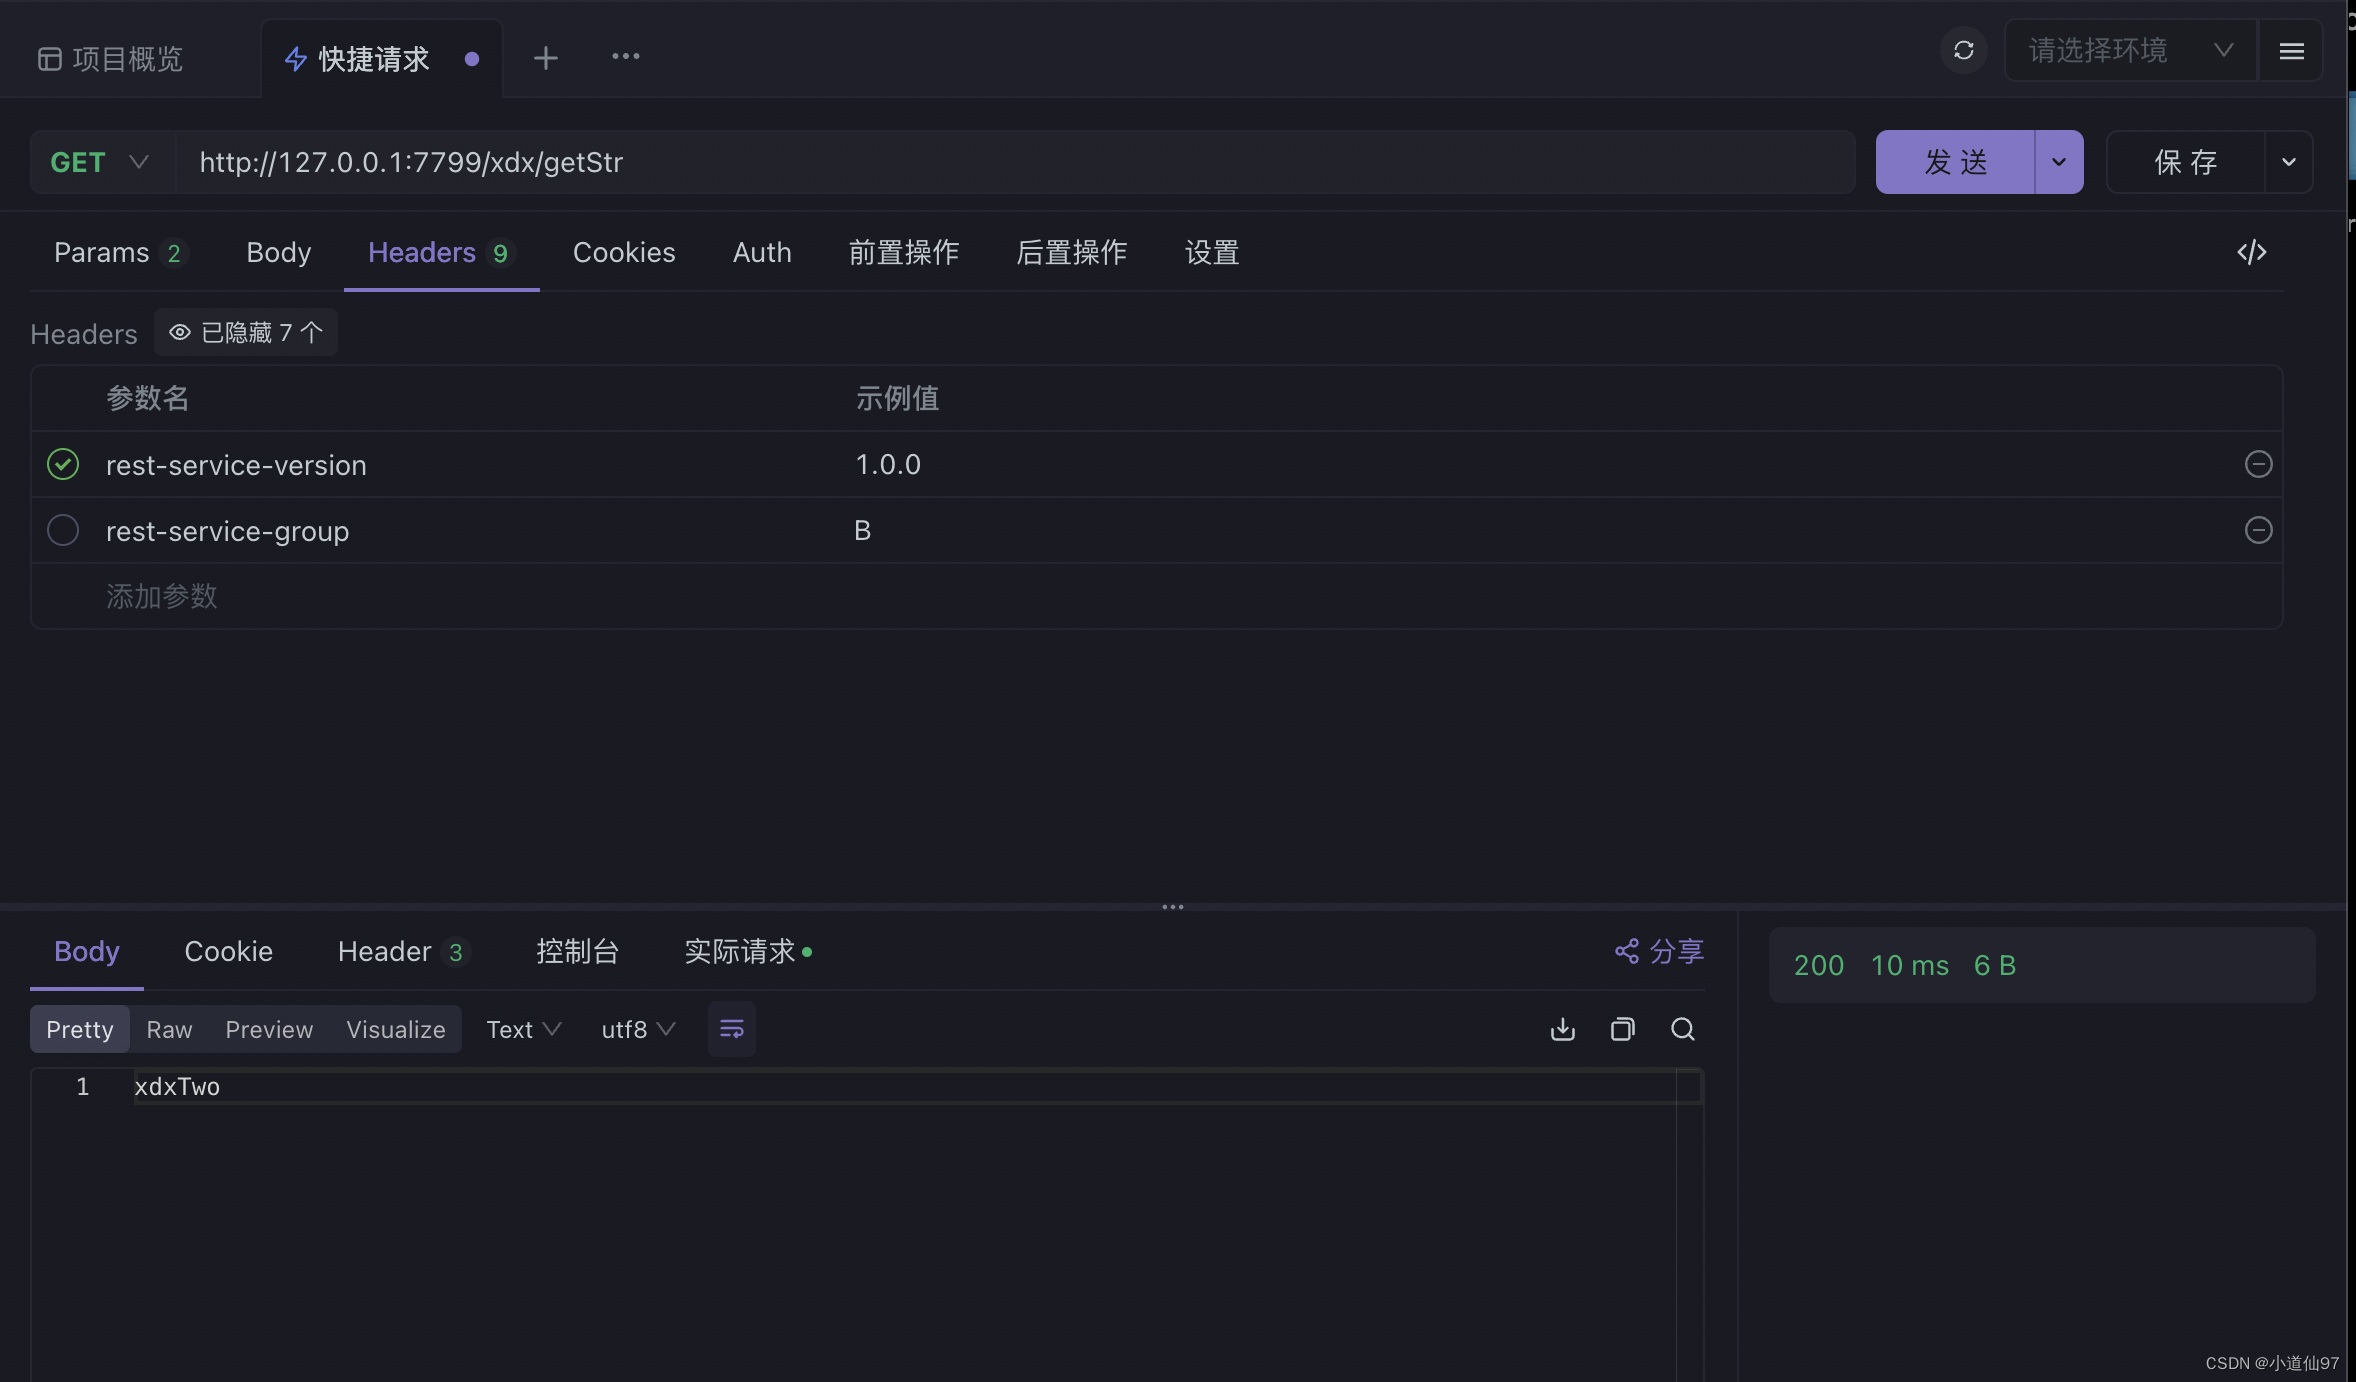 项目概览
快捷请求
请选择环境
GET
http://127.0.0.1:7799/xdx/getStr
发 送
保 存
Params 2
Body
Headers 9
Cookies
Auth
前置操作
后置操作
设置
Headers
已隐藏 7 个
参数名
示例值
rest-service-version
1.0.0
rest-service-group
B
添加参数
Body
Cookie
Header 3
控制台
实际请求
分享
200 10 ms 6 B
Pretty
Raw
Preview
Visualize
Text
utf8
1
xdxTwo
CSDN @小道仙97